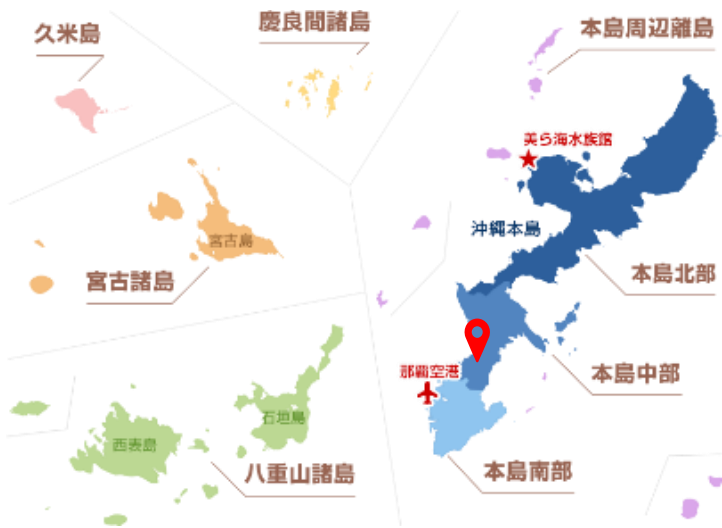 久米島
慶良間諸島
本島周辺離島
美ら海水族館
宮古島
沖縄本島
宮古諸島
本島北部
那覇空港
本島中部
石垣島
西表島
八重山諸島
本島南部